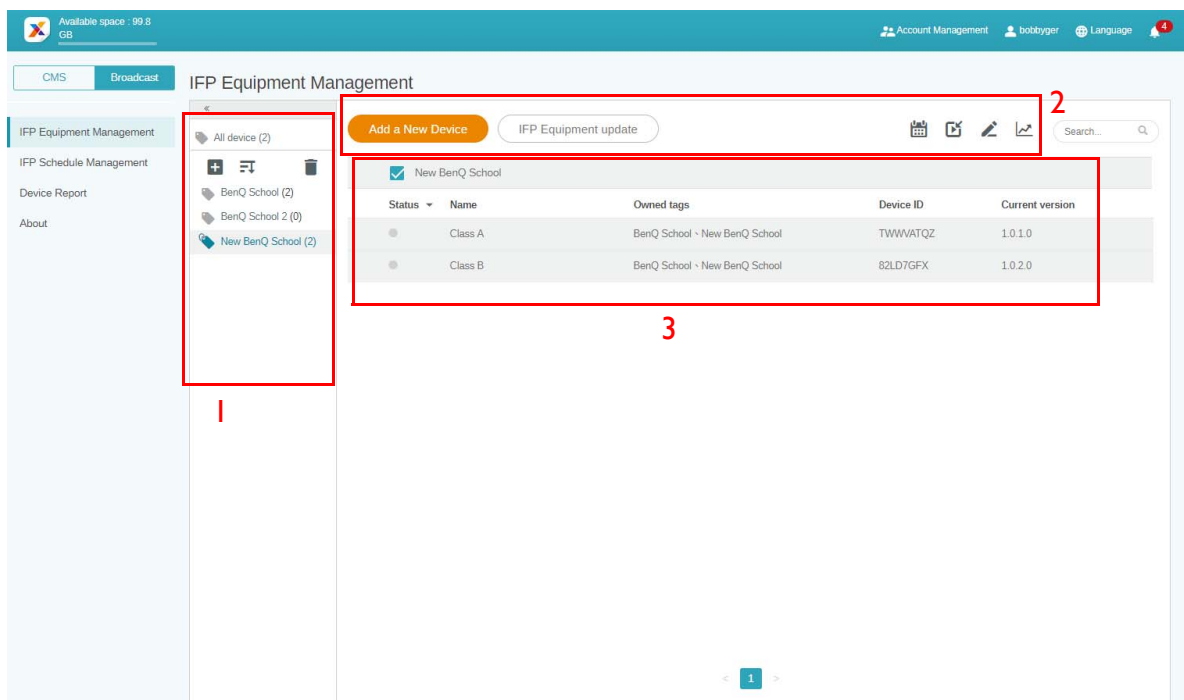 Available space : 99.8
GB
Account Management
bobbyger
Language
4
CMS
Broadcast
IFP Equipment Management
IFP Equipment Management
IFP Schedule Management
Device Report
About
«
All device (2)
BenQ School (2)
BenQ School 2 (0)
New BenQ School (2)
1
2
Add a New Device
IFP Equipment update
Search...
New BenQ School
Status Name Owned tags Device ID Current version
Class A BenQ School、New BenQ School TWWVATQZ 1.0.1.0
Class B BenQ School、New BenQ School 82LD7GFX 1.0.2.0
3
< 1 >